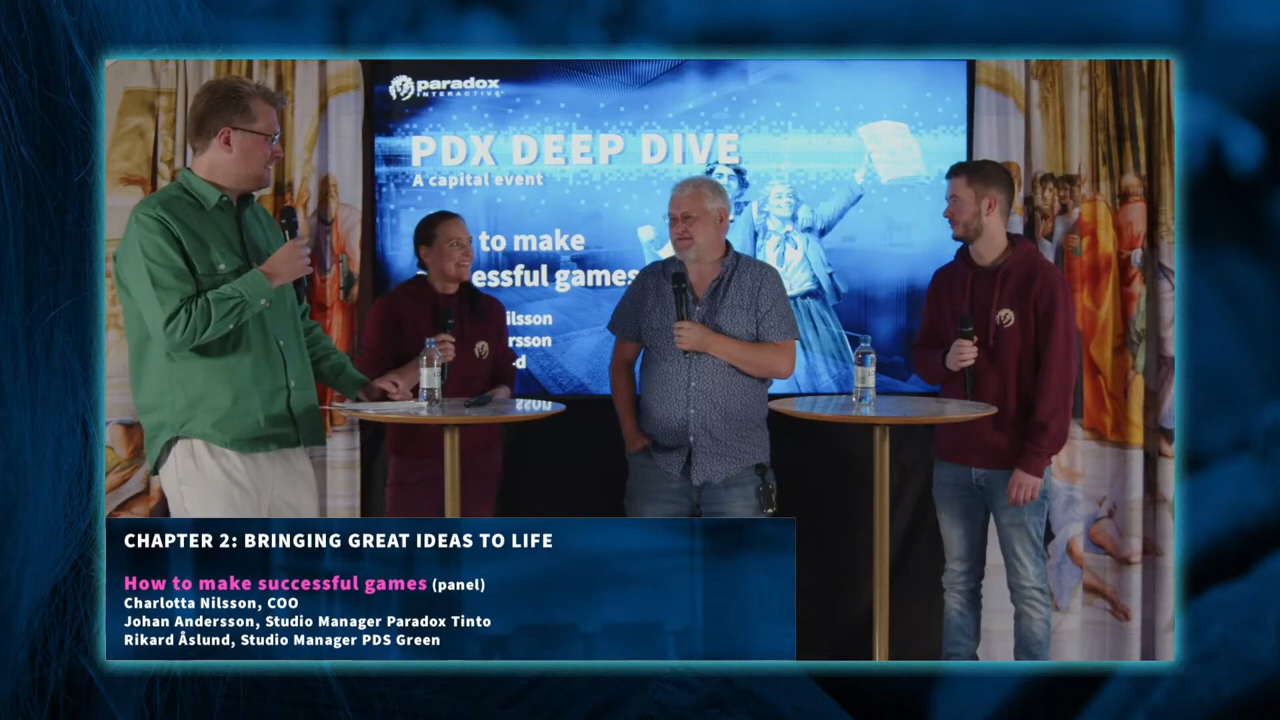 paradox
INTERACTIVE
PDX DEEP DIVE
A capital event
to make
essful games
ilsson
rsson
d
CHAPTER 2: BRINGING GREAT IDEAS TO LIFE
How to make successful games (panel)
Charlotta Nilsson, COO
Johan Andersson, Studio Manager Paradox Tinto
Rikard Åslund, Studio Manager PDS Green